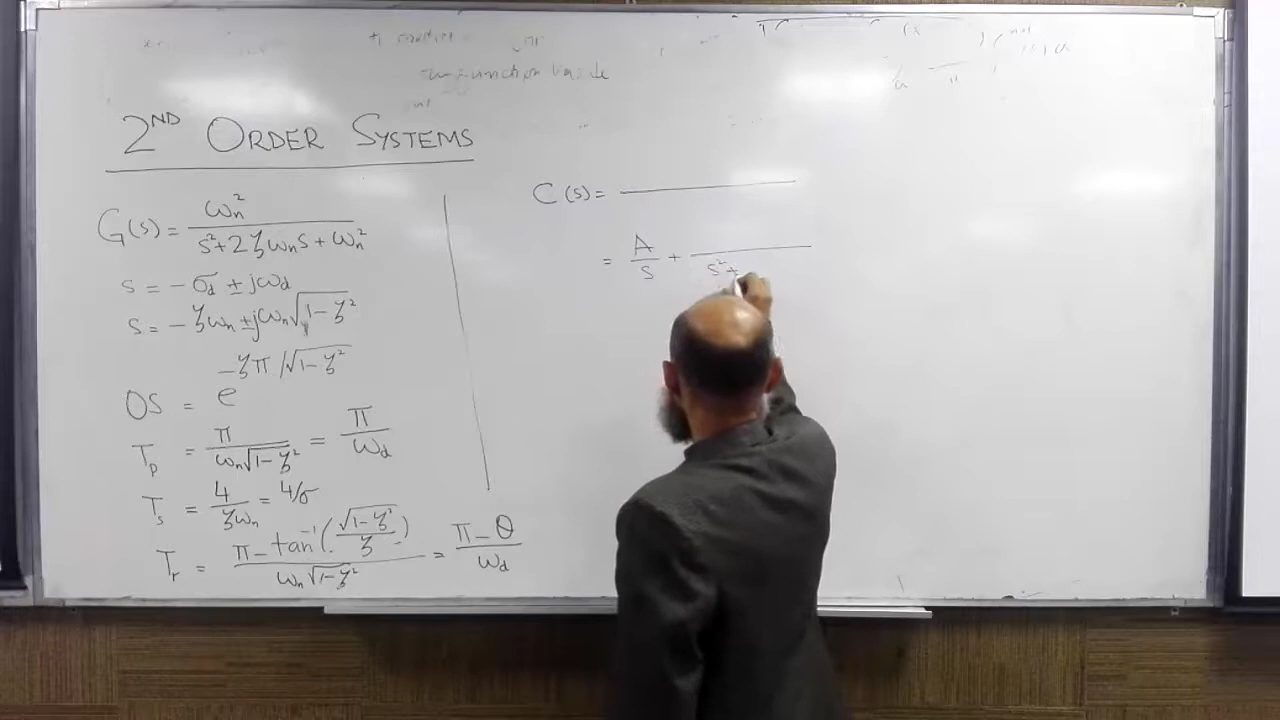 2ND ORDER SYSTEMS
G(s) = ωn² / s² + 2ζωns + ωn²
s = -σd ± jωd
s = -ζωn ± jωn√1-ζ²
OS = e^-ζπ/√1-ζ²
Tp = π / ωn√1-ζ² = π / ωd
Ts = 4 / ζωn = 4/σ
Tr = π - tan⁻¹(√1-ζ² / ζ) / ωn√1-ζ² = π - θ / ωd
C(s) =
= A/s + / s² +